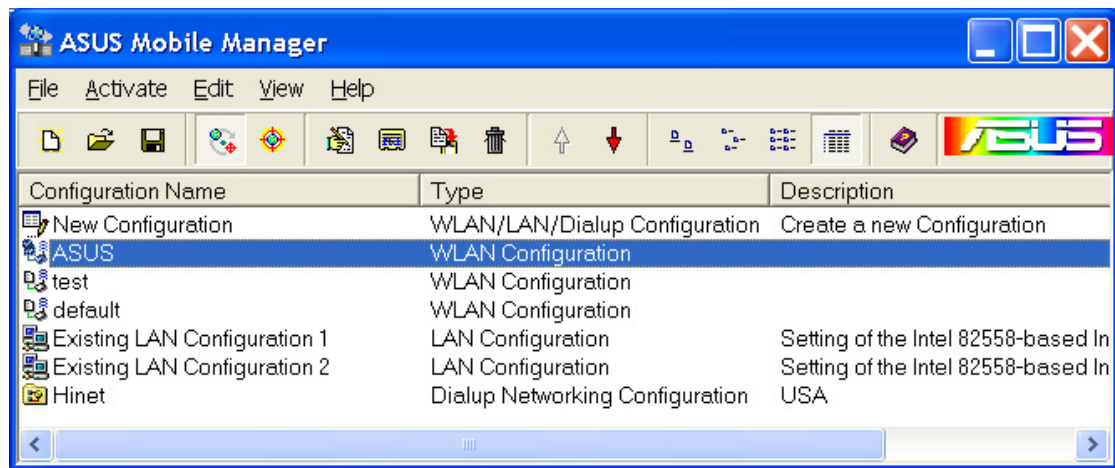 ASUS Mobile Manager
File Activate Edit View Help
ASUS
Configuration Name Type Description
New Configuration WLAN/LAN/Dialup Configuration Create a new Configuration
ASUS WLAN Configuration
test WLAN Configuration
default WLAN Configuration
Existing LAN Configuration 1 LAN Configuration Setting of the Intel 82558-based In
Existing LAN Configuration 2 LAN Configuration Setting of the Intel 82558-based In
Hinet Dialup Networking Configuration USA